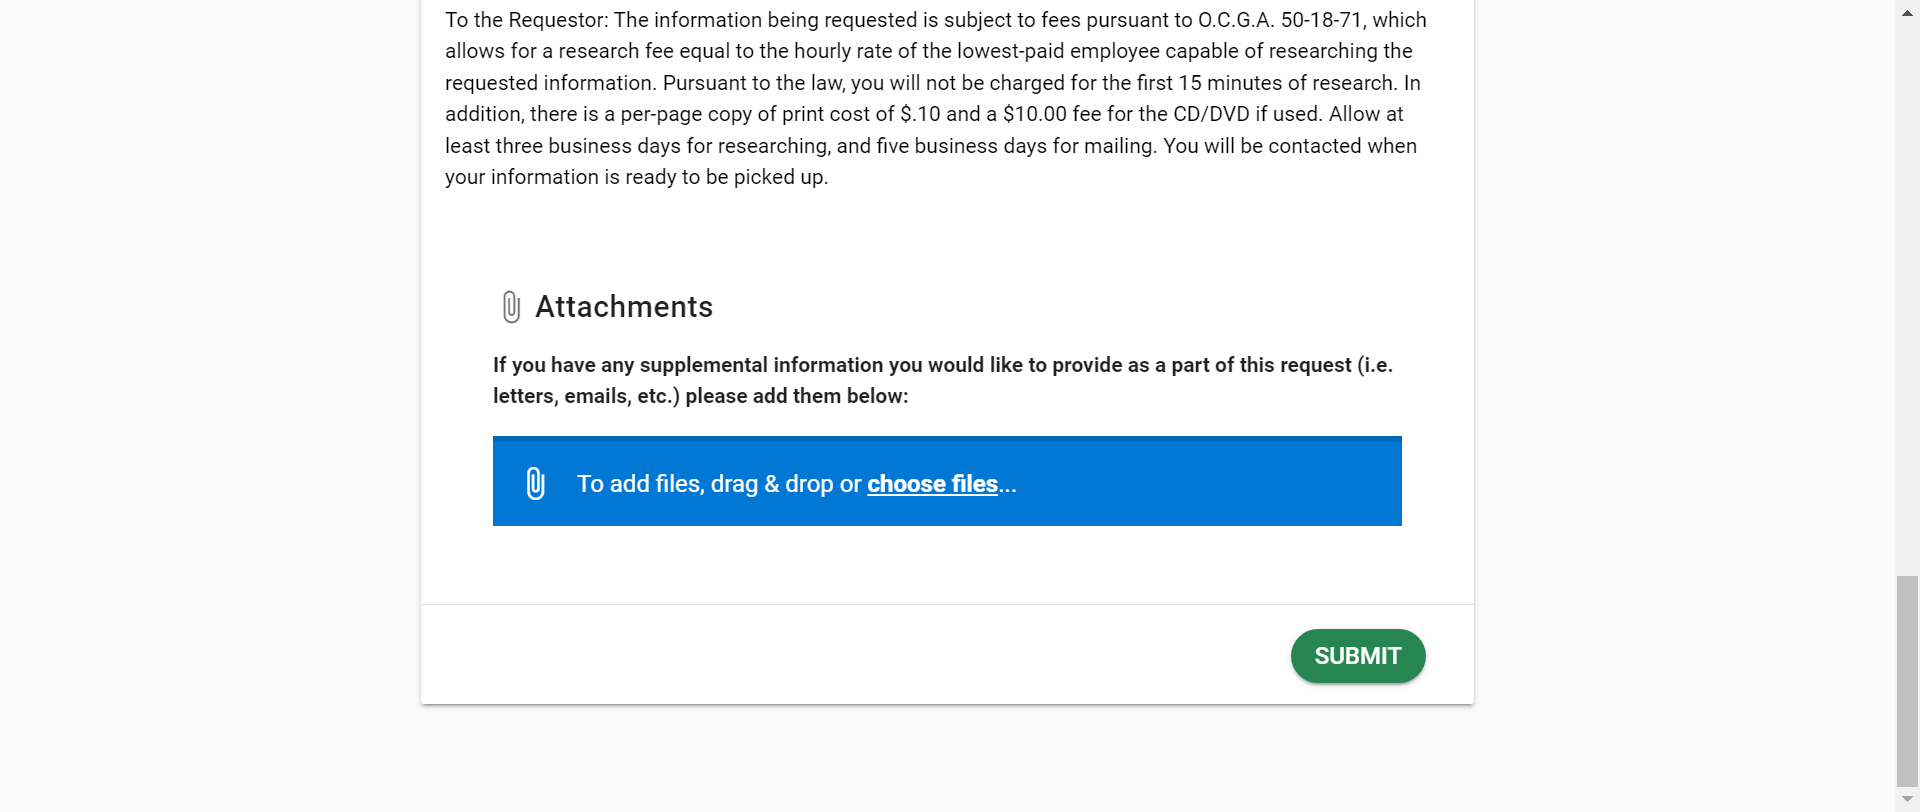 To the Requestor: The information being requested is subject to fees pursuant to O.C.G.A. 50-18-71, which
allows for a research fee equal to the hourly rate of the lowest-paid employee capable of researching the
requested information. Pursuant to the law, you will not be charged for the first 15 minutes of research. In
addition, there is a per-page copy of print cost of $.10 and a $10.00 fee for the CD/DVD if used. Allow at
least three business days for researching, and five business days for mailing. You will be contacted when
your information is ready to be picked up.
Attachments
If you have any supplemental information you would like to provide as a part of this request (i.e.
letters, emails, etc.) please add them below:
To add files, drag & drop or choose files...
SUBMIT